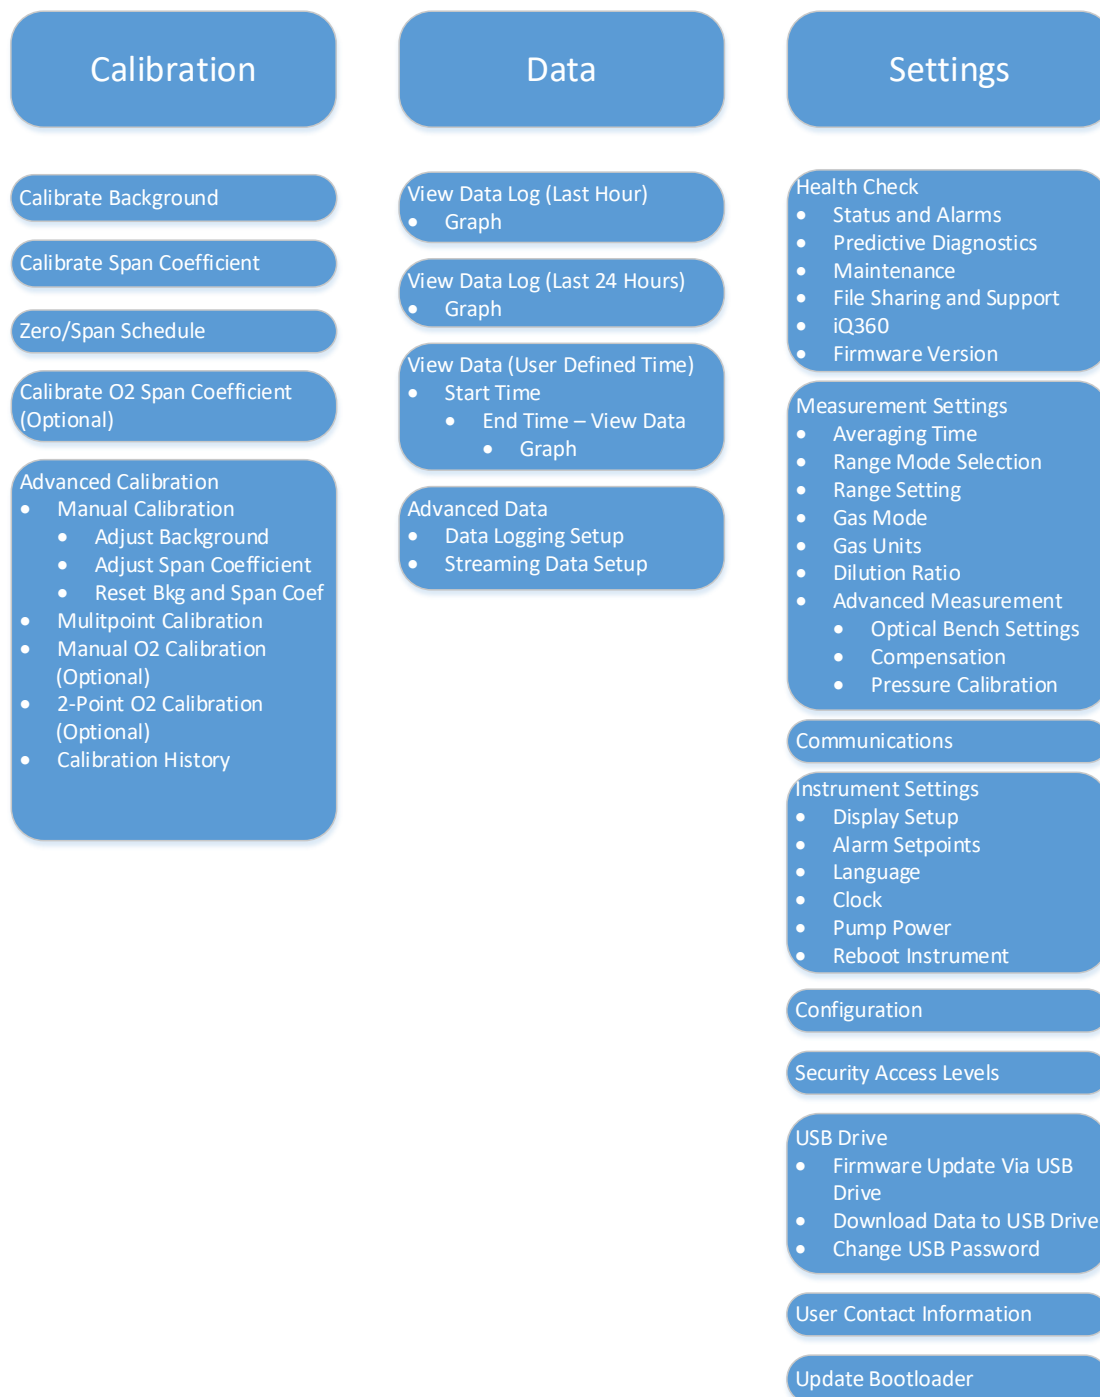 Calibration
Calibrate Background
Calibrate Span Coefficient
Zero/Span Schedule
Calibrate O2 Span Coefficient
(Optional)
Advanced Calibration
• Manual Calibration
• Adjust Background
• Adjust Span Coefficient
• Reset Bkg and Span Coef
• Mulitpoint Calibration
• Manual O2 Calibration
(Optional)
• 2-Point O2 Calibration
(Optional)
• Calibration History
Data
View Data Log (Last Hour)
• Graph
View Data Log (Last 24 Hours)
• Graph
View Data (User Defined Time)
• Start Time
• End Time – View Data
• Graph
Advanced Data
• Data Logging Setup
• Streaming Data Setup
Settings
Health Check
• Status and Alarms
• Predictive Diagnostics
• Maintenance
• File Sharing and Support
• iQ360
• Firmware Version
Measurement Settings
• Averaging Time
• Range Mode Selection
• Range Setting
• Gas Mode
• Gas Units
• Dilution Ratio
• Advanced Measurement
• Optical Bench Settings
• Compensation
• Pressure Calibration
Communications
Instrument Settings
• Display Setup
• Alarm Setpoints
• Language
• Clock
• Pump Power
• Reboot Instrument
Configuration
Security Access Levels
USB Drive
• Firmware Update Via USB
Drive
• Download Data to USB Drive
• Change USB Password
User Contact Information
Update Bootloader